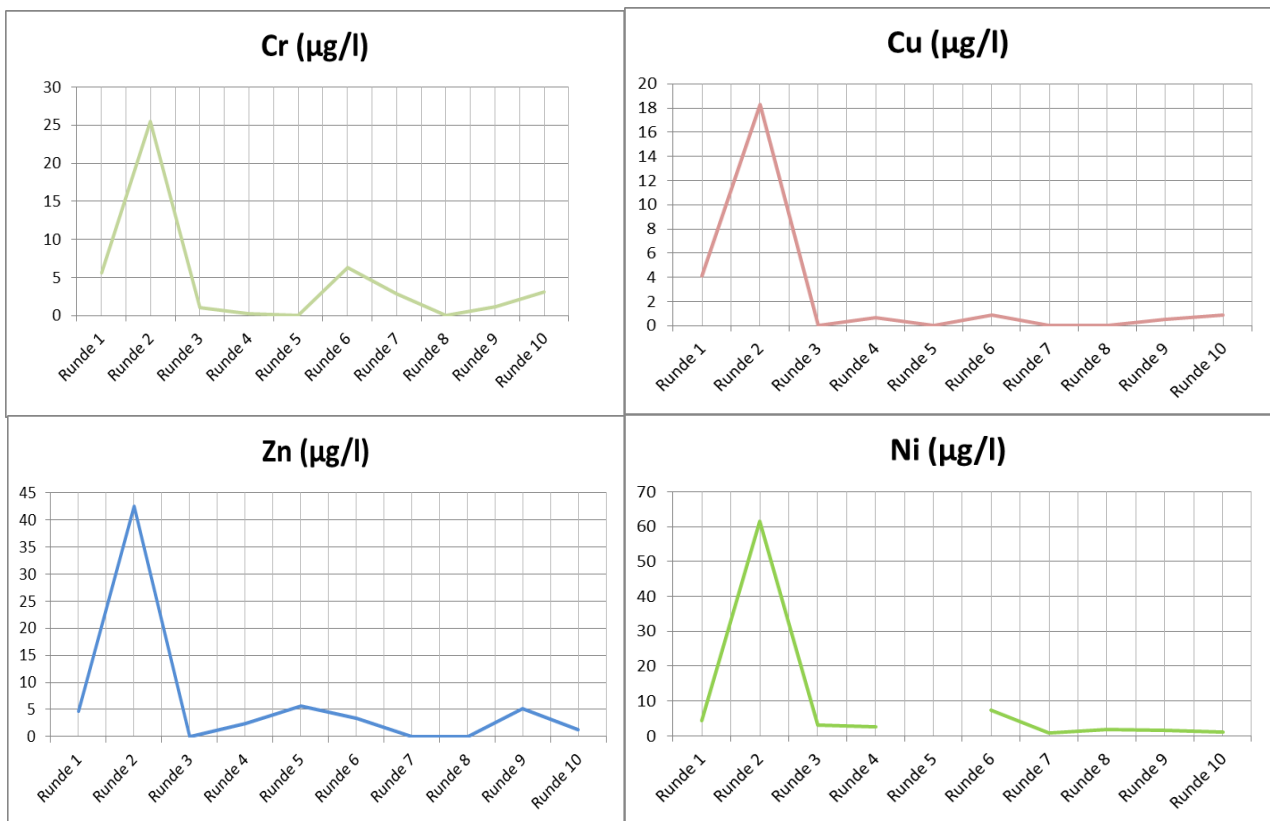 Cr (µg/l)
30
25
20
15
10
5
0
Runde 1
Runde 2
Runde 3
Runde 4
Runde 5
Runde 6
Runde 7
Runde 8
Runde 9
Runde 10
Cu (µg/l)
20
18
16
14
12
10
8
6
4
2
0
Runde 1
Runde 2
Runde 3
Runde 4
Runde 5
Runde 6
Runde 7
Runde 8
Runde 9
Runde 10
Zn (µg/l)
45
40
35
30
25
20
15
10
5
0
Runde 1
Runde 2
Runde 3
Runde 4
Runde 5
Runde 6
Runde 7
Runde 8
Runde 9
Runde 10
Ni (µg/l)
70
60
50
40
30
20
10
0
Runde 1
Runde 2
Runde 3
Runde 4
Runde 5
Runde 6
Runde 7
Runde 8
Runde 9
Runde 10